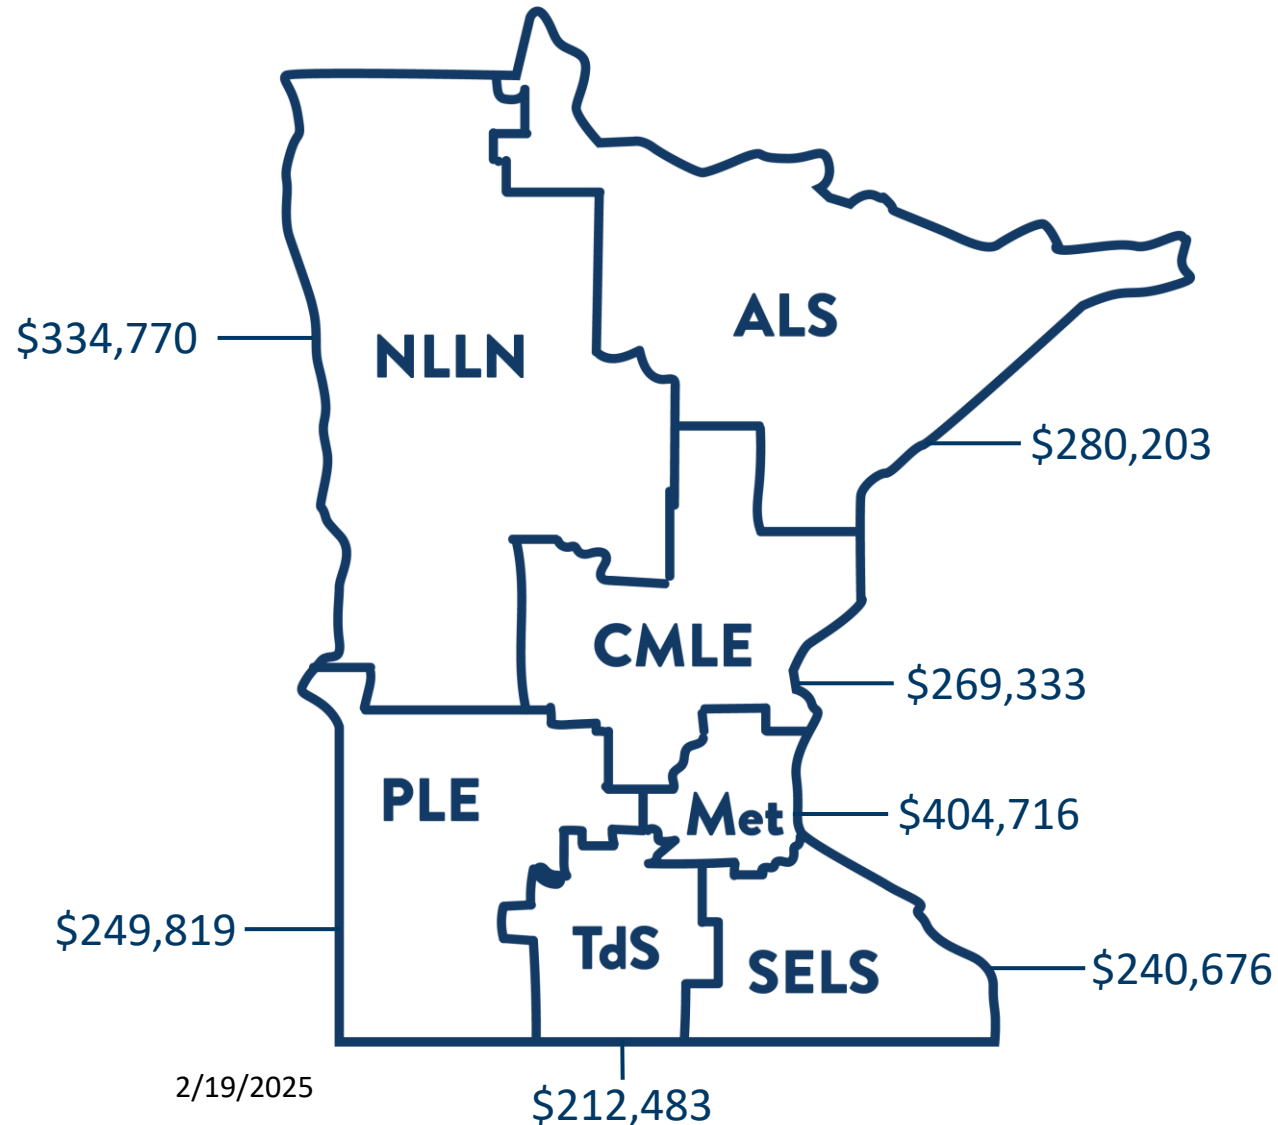 ALS
$334,770
NLLN
$280,203
CMLE
$269,333
PLE
Met
$404,716
$249,819
TdS
SELS
$240,676
2/19/2025
$212,483